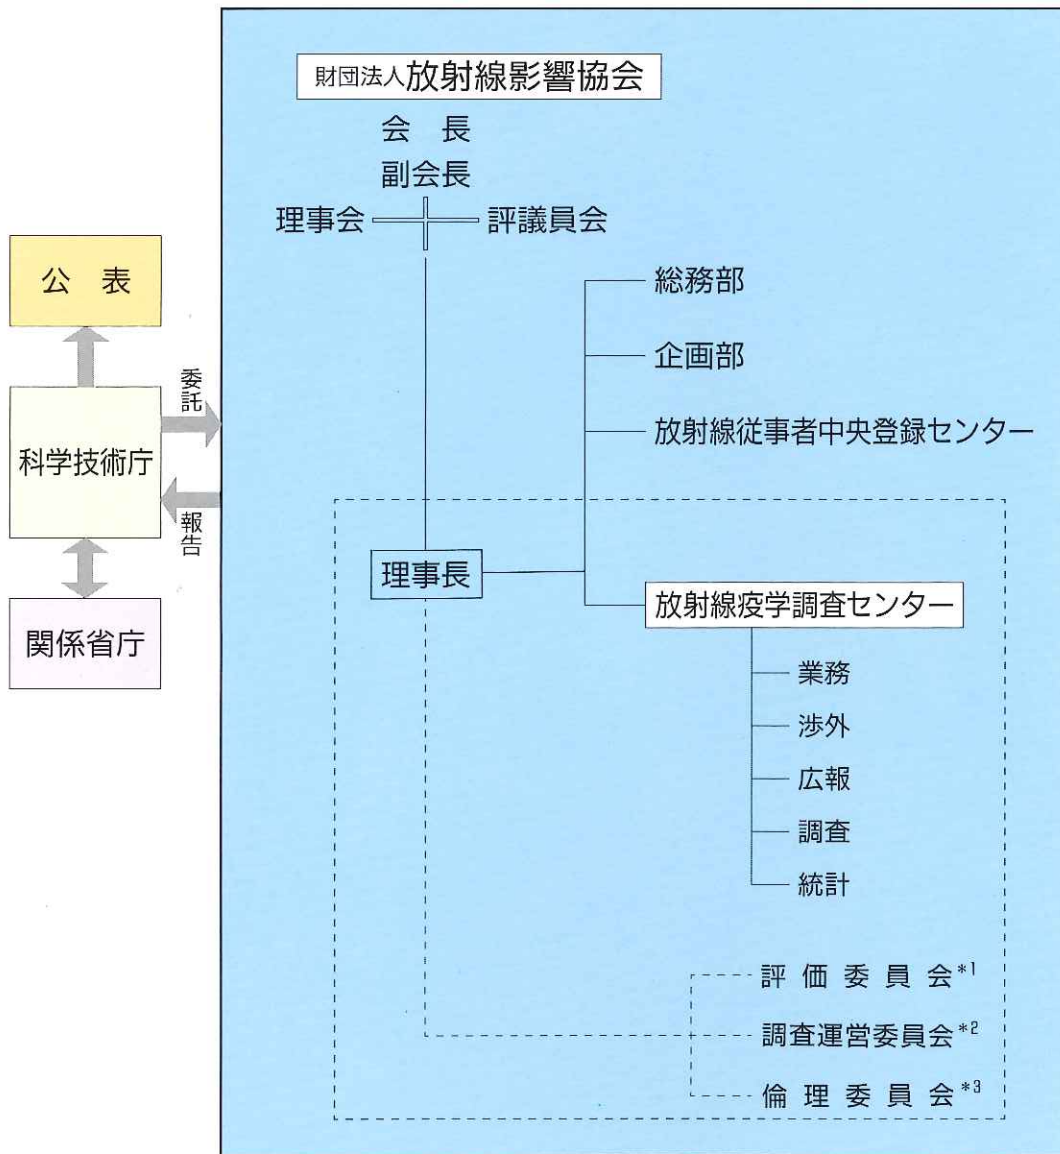 財団法人放射線影響協会
会 長
副会長
理事会
評議員会
公 表
委託
科学技術庁
報告
関係省庁
総務部
企画部
放射線従事者中央登録センター
理事長
放射線疫学調査センター
業務
渉外
広報
調査
統計
評 価 委 員 会*1
調査運営委員会*2
倫 理 委 員 会*3